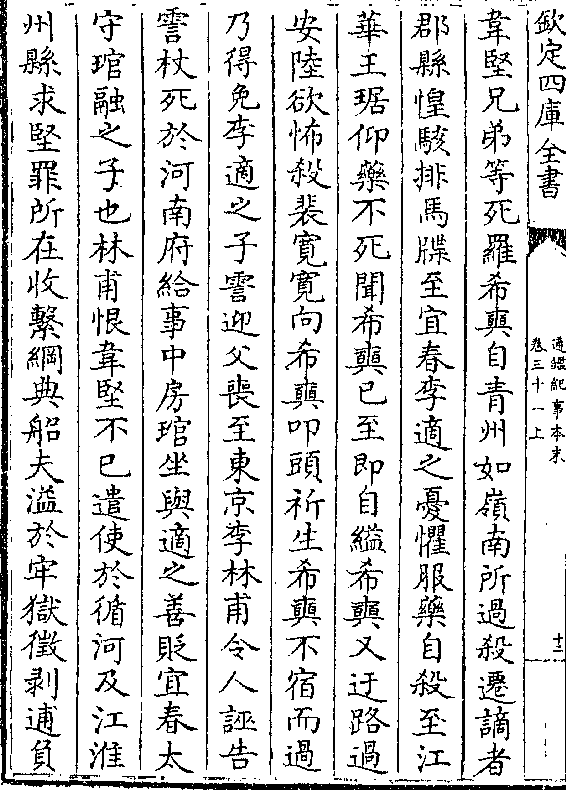 欽定四庫全書
通鑑紀事本末
卷三十一上
十三
韋堅兄弟等死羅希奭自青州如嶺南所過殺遷謫者
郡縣惶駭排馬牒至宜春李適之憂懼服藥自殺至江
華王琚仰藥不死聞希奭已至即自縊希奭又迂路過
安陸欲怖殺裴寛寛向希奭叩頭祈生希奭不宿而過
乃得免李適之子霅迎父喪至東京李林甫令人誣告
霅杖死於河南府給事中房琯坐與適之善貶宜春太
守琯融之子也林甫恨韋堅不已遣使於循河及江淮
州縣求堅罪所在收繫綱典船夫溢於牢獄徵剥逋負